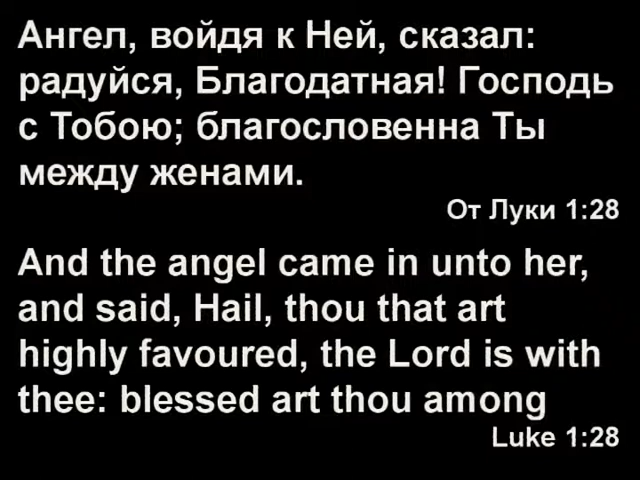 Ангел, войдя к Ней, сказал:
радуйся, Благодатная! Господь
с Тобою; благословенна Ты
между женами.
От Луки 1:28
And the angel came in unto her,
and said, Hail, thou that art
highly favoured, the Lord is with
thee: blessed art thou among
Luke 1:28